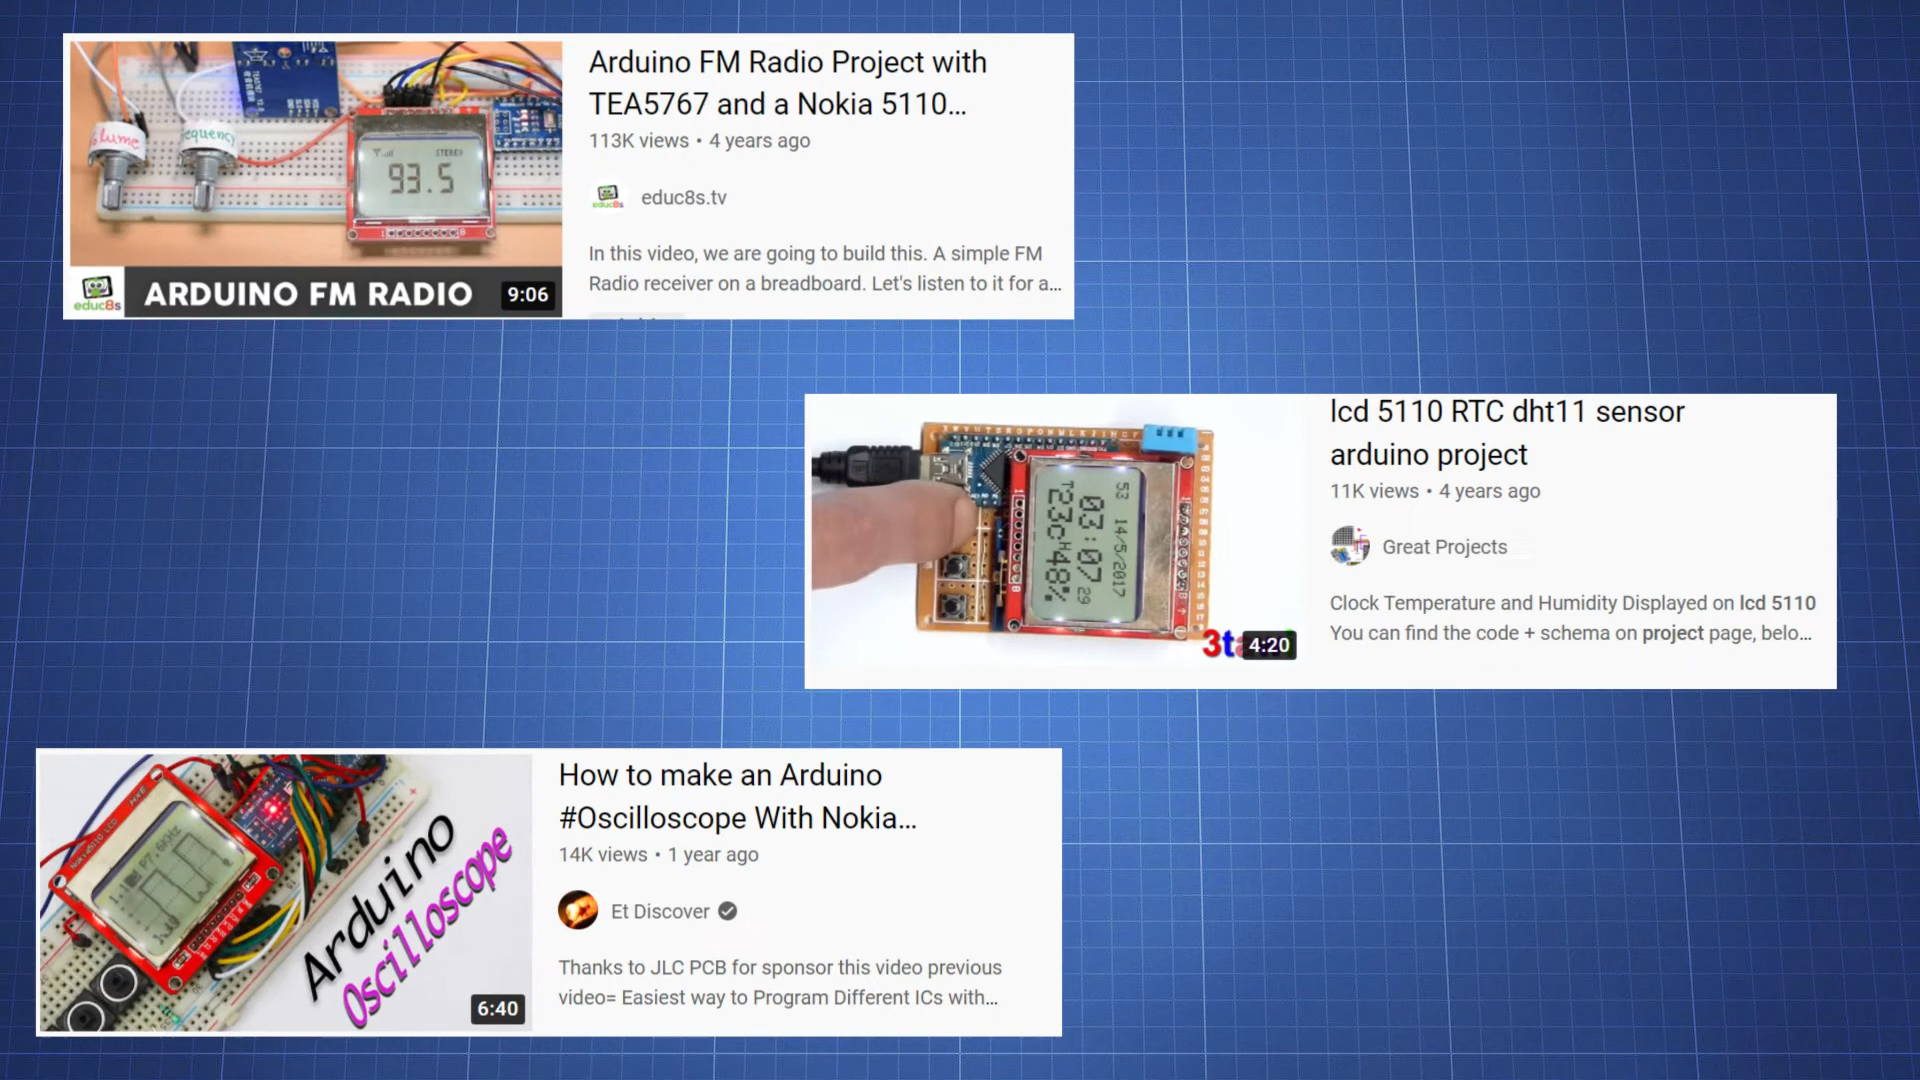 Arduino FM Radio Project with
TEA5767 and a Nokia 5110...
113K views • 4 years ago
educ8s.tv
In this video, we are going to build this. A simple FM
Radio receiver on a breadboard. Let's listen to it for a...
STEREO
93.5
educ8s
ARDUINO FM RADIO
9:06
lcd 5110 RTC dht11 sensor
arduino project
11K views • 4 years ago
Great Projects
Clock Temperature and Humidity Displayed on lcd 5110
You can find the code + schema on project page, belo...
53 14/5/2017
03:07 29
T23C H48%
4:20
How to make an Arduino
#Oscilloscope With Nokia...
14K views • 1 year ago
Et Discover
Thanks to JLC PCB for sponsor this video previous
video= Easiest way to Program Different ICs with...
Arduino
Oscilloscope
6:40